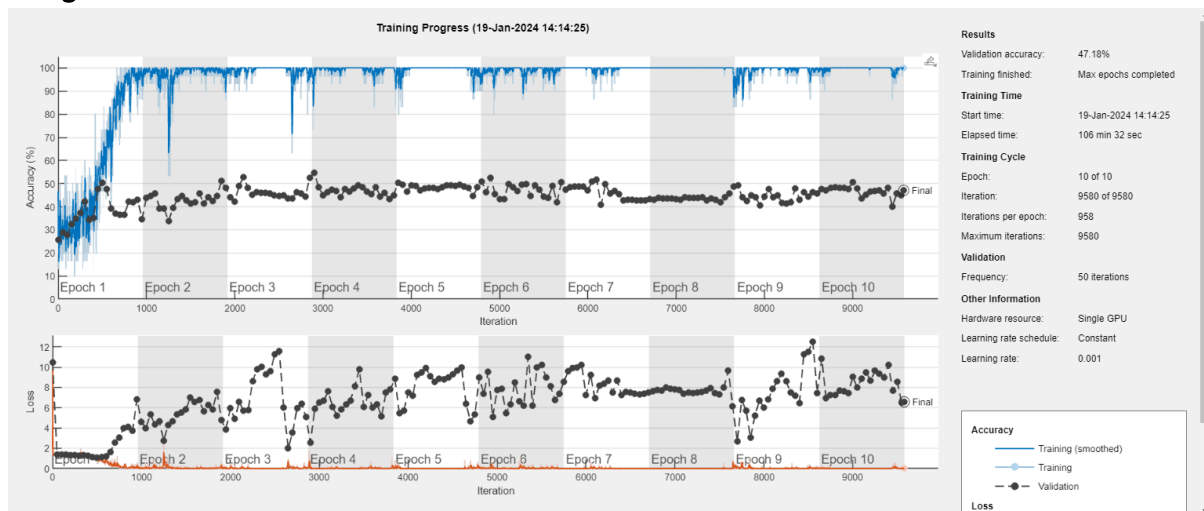 Training Progress (19-Jan-2024 14:14:25)
100
90
80
70
60
50
40
30
20
10
0
Accuracy (%)
Final
Epoch 1 Epoch 2 Epoch 3 Epoch 4 Epoch 5 Epoch 6 Epoch 7 Epoch 8 Epoch 9 Epoch 10
0 1000 2000 3000 4000 5000 6000 7000 8000 9000
Iteration
12
10
8
6
4
2
0
Loss
Final
Epoch Epoch 2 Epoch 3 Epoch 4 Epoch 5 Epoch 6 Epoch 7 Epoch 8 Epoch 9 Epoch 10
0 1000 2000 3000 4000 5000 6000 7000 8000 9000
Iteration
Results
Validation accuracy: 47.18%
Training finished: Max epochs completed
Training Time
Start time: 19-Jan-2024 14:14:25
Elapsed time: 106 min 32 sec
Training Cycle
Epoch: 10 of 10
Iteration: 9580 of 9580
Iterations per epoch: 958
Maximum iterations: 9580
Validation
Frequency: 50 iterations
Other Information
Hardware resource: Single GPU
Learning rate schedule: Constant
Learning rate: 0.001
Accuracy
Training (smoothed)
Training
Validation
Loss